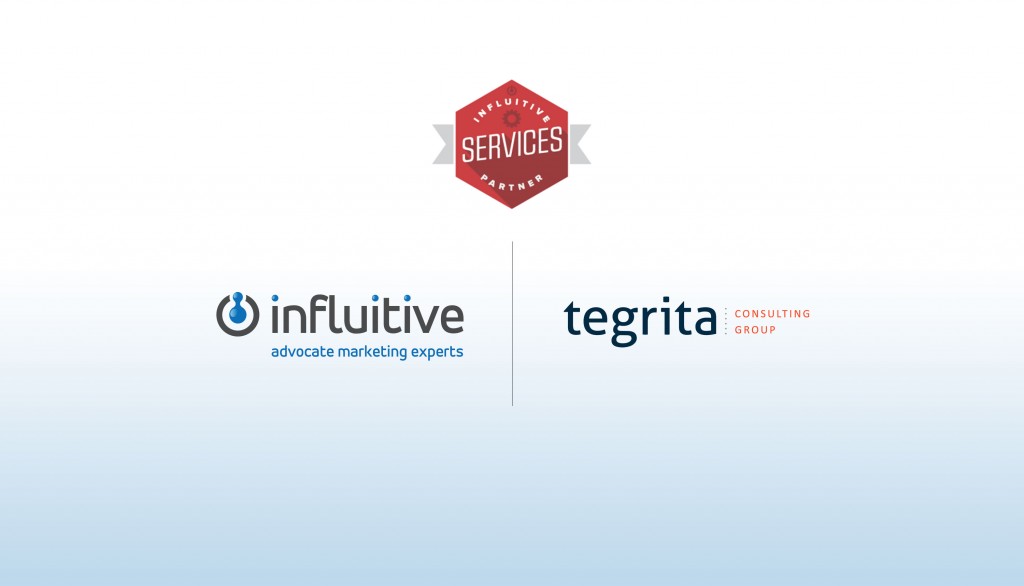 INFLUITIVE
SERVICES
PARTNER
influitive
advocate marketing experts
tegrita
CONSULTING
GROUP